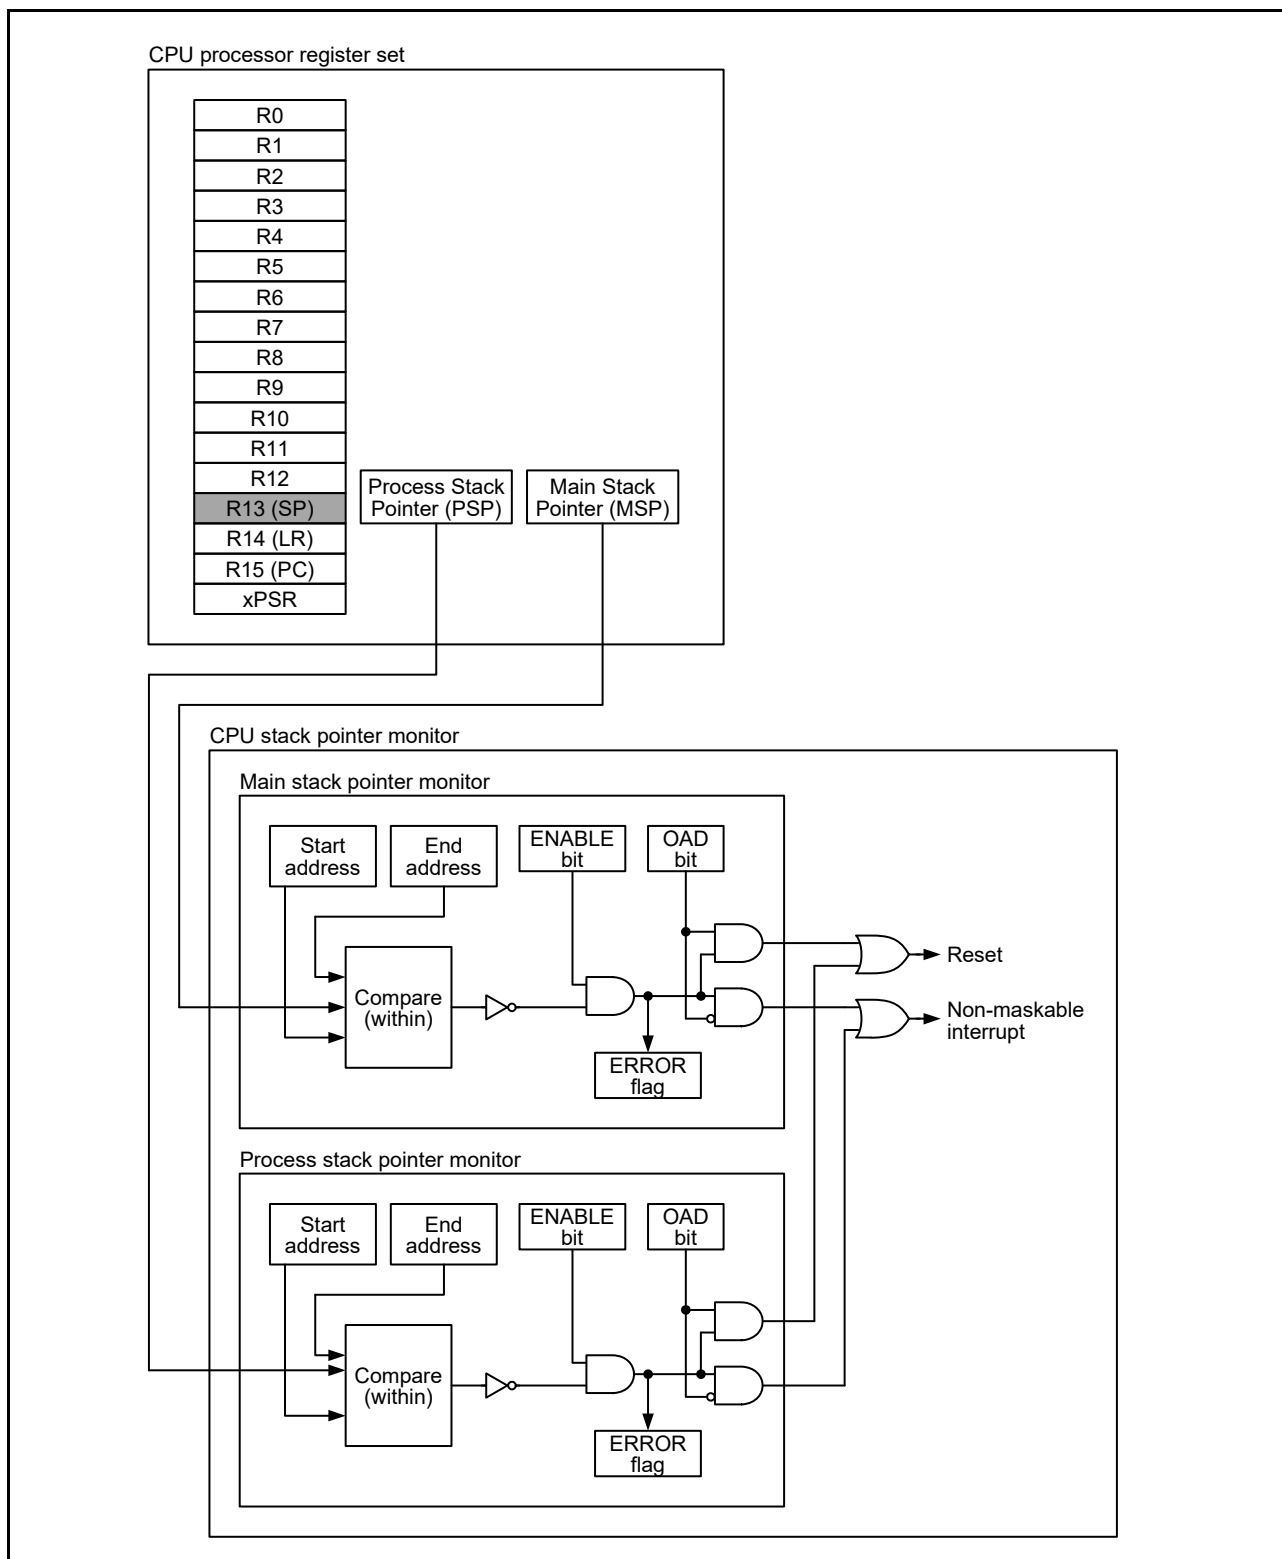 CPU processor register set
R0
R1
R2
R3
R4
R5
R6
R7
R8
R9
R10
R11
R12
R13 (SP)
R14 (LR)
R15 (PC)
xPSR
Process Stack
Pointer (PSP)
Main Stack
Pointer (MSP)
CPU stack pointer monitor
Main stack pointer monitor
Start
address
End
address
ENABLE
bit
OAD
bit
Compare
(within)
ERROR
flag
Reset
Non-maskable
interrupt
Process stack pointer monitor
Start
address
End
address
ENABLE
bit
OAD
bit
Compare
(within)
ERROR
flag